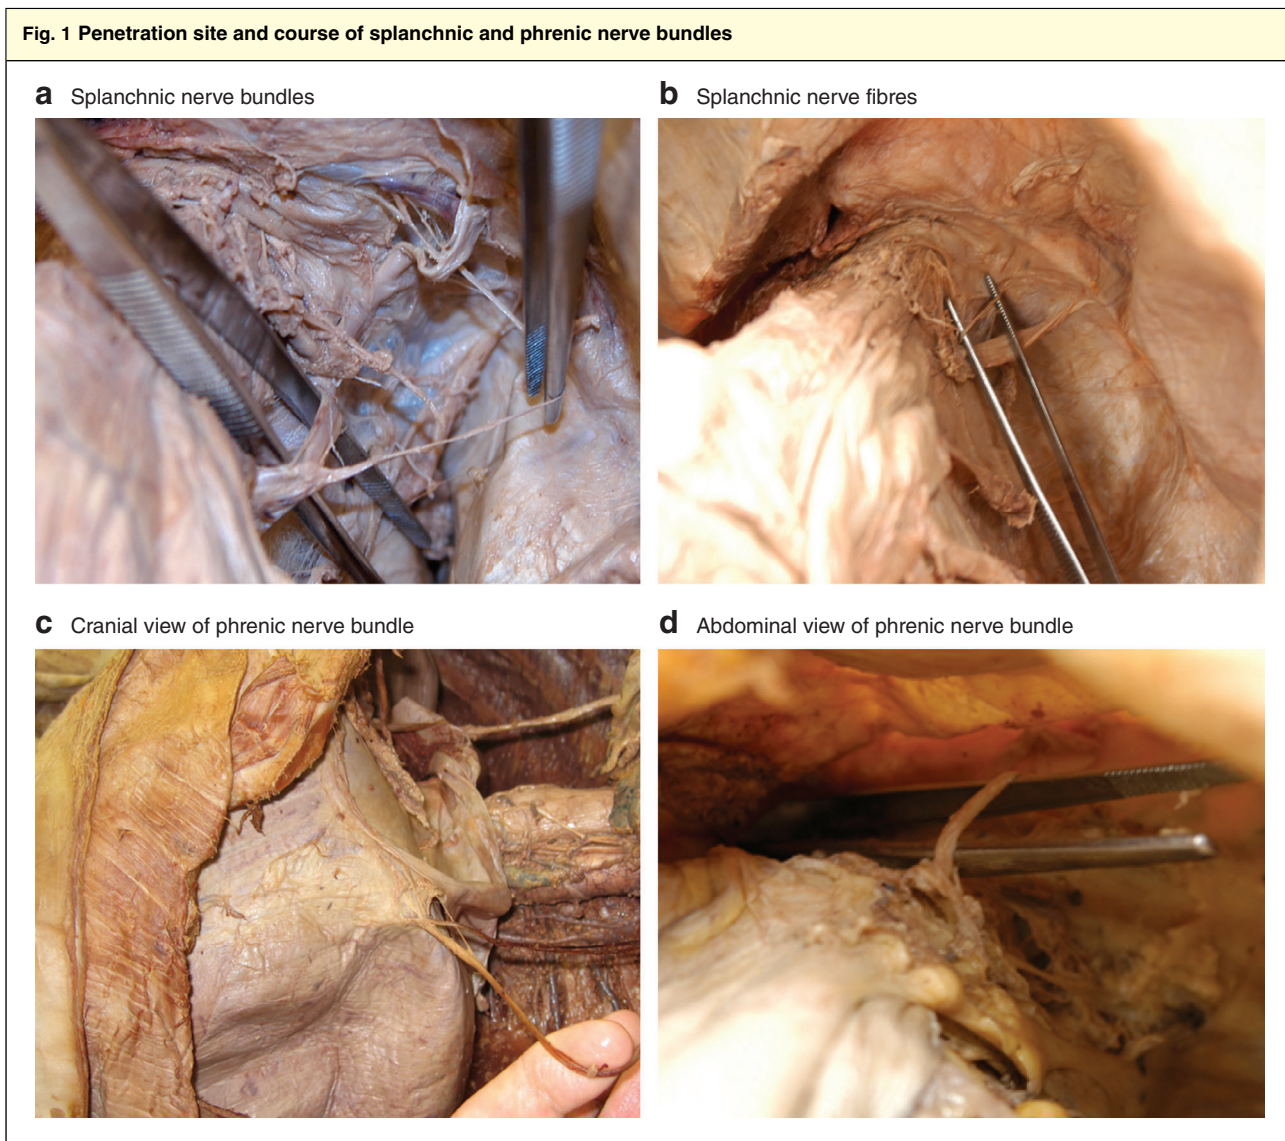 Fig. 1 Penetration site and course of splanchnic and phrenic nerve bundles
a Splanchnic nerve bundles
b Splanchnic nerve fibres
c Cranial view of phrenic nerve bundle
d Abdominal view of phrenic nerve bundle